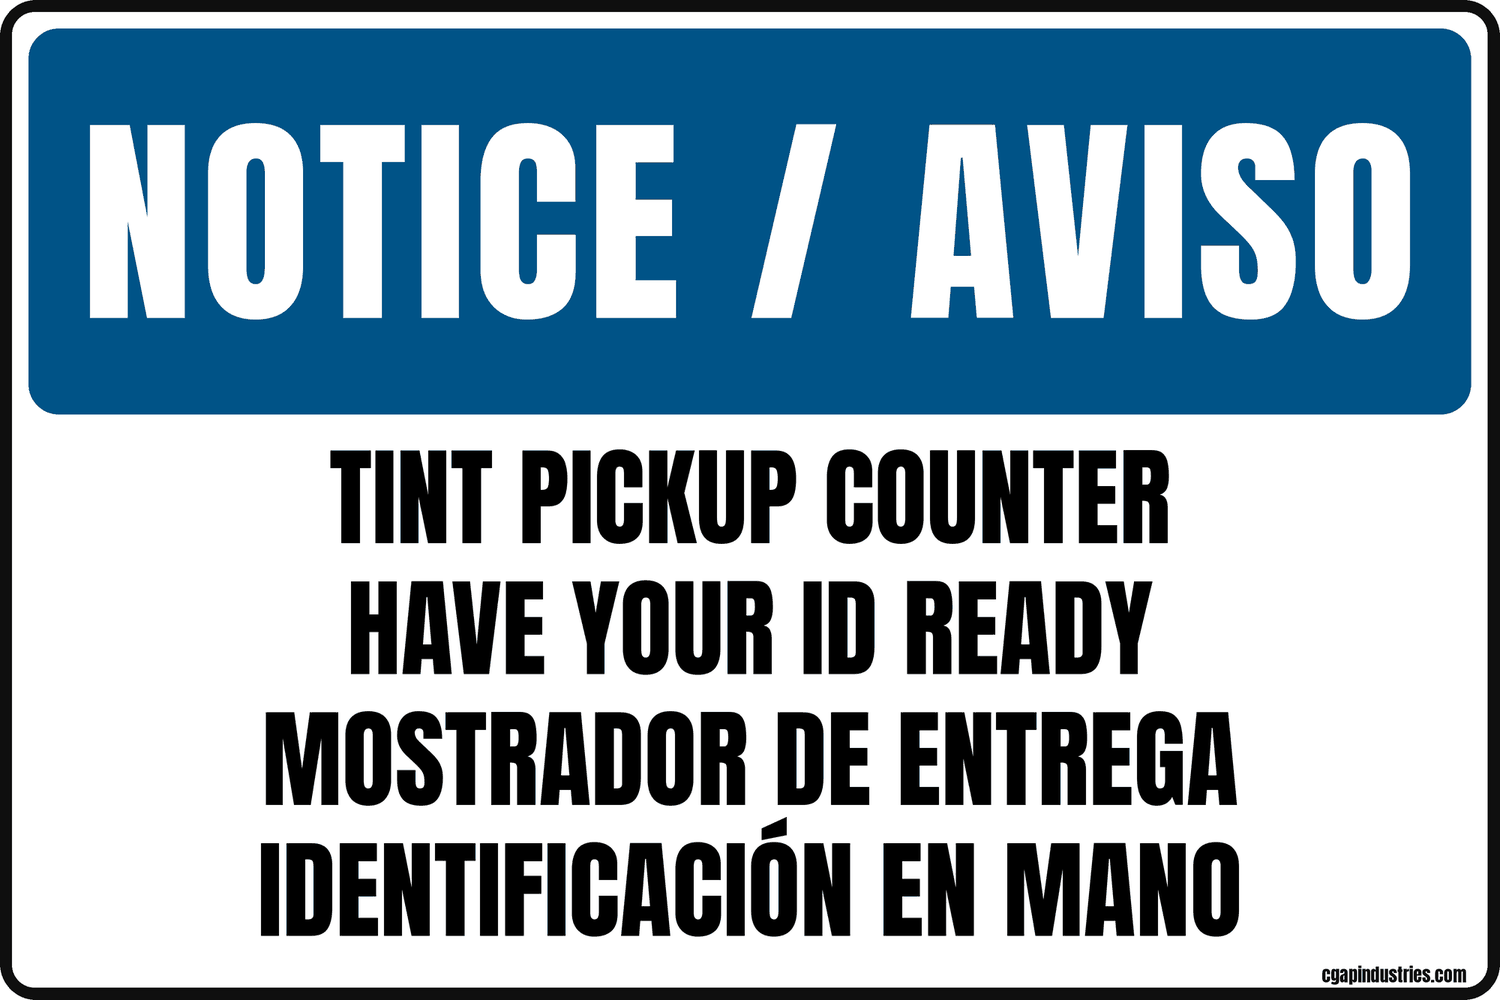 NOTICE / AVISO
TINT PICKUP COUNTER
HAVE YOUR ID READY
MOSTRADOR DE ENTREGA
IDENTIFICACIÓN EN MANO
cgapindustries.com